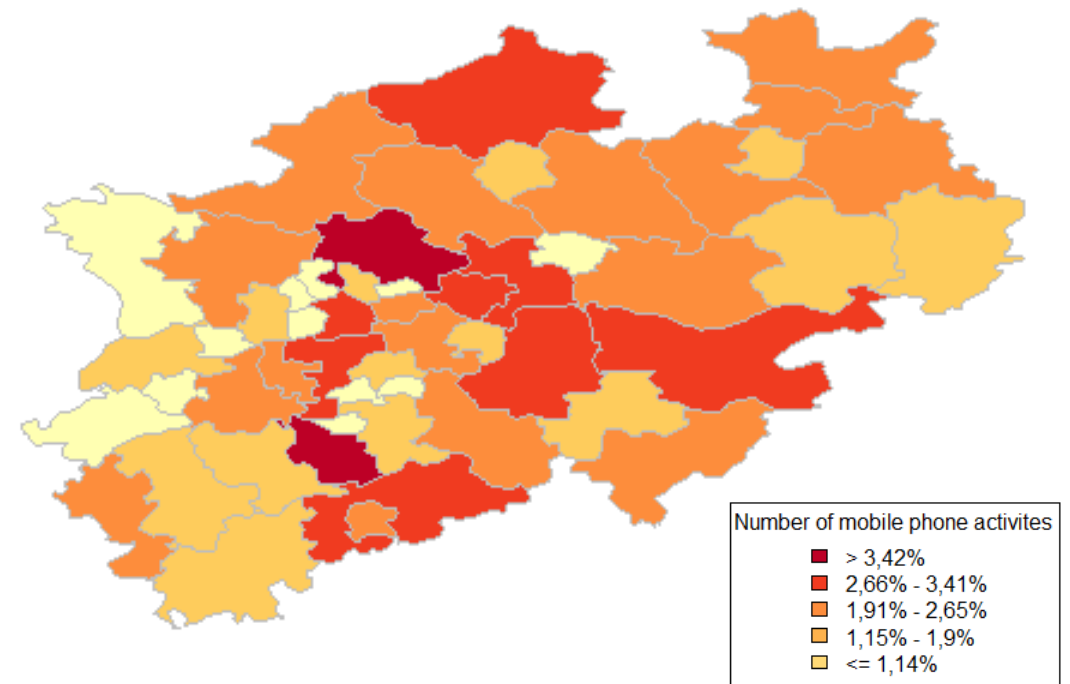 Number of mobile phone activites
> 3,42%
2,66% - 3,41%
1,91% - 2,65%
1,15% - 1,9%
<= 1,14%